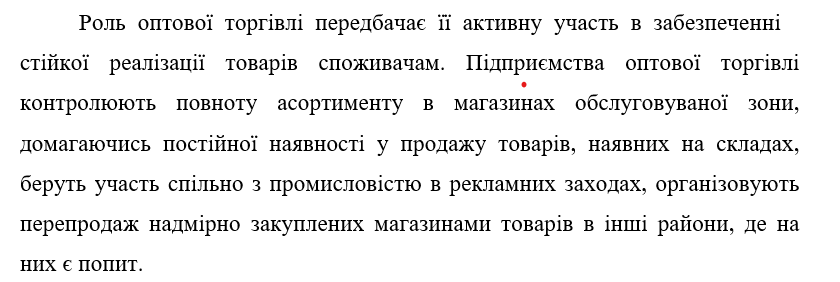 Роль оптової торгівлі передбачає її активну участь в забезпеченні
стійкої реалізації товарів споживачам. Підприємства оптової торгівлі
контролюють повноту асортименту в магазинах обслуговуваної зони,
домагаючись постійної наявності у продажу товарів, наявних на складах,
беруть участь спільно з промисловістю в рекламних заходах, організовують
перепродаж надмірно закуплених магазинами товарів в інші райони, де на
них є попит.